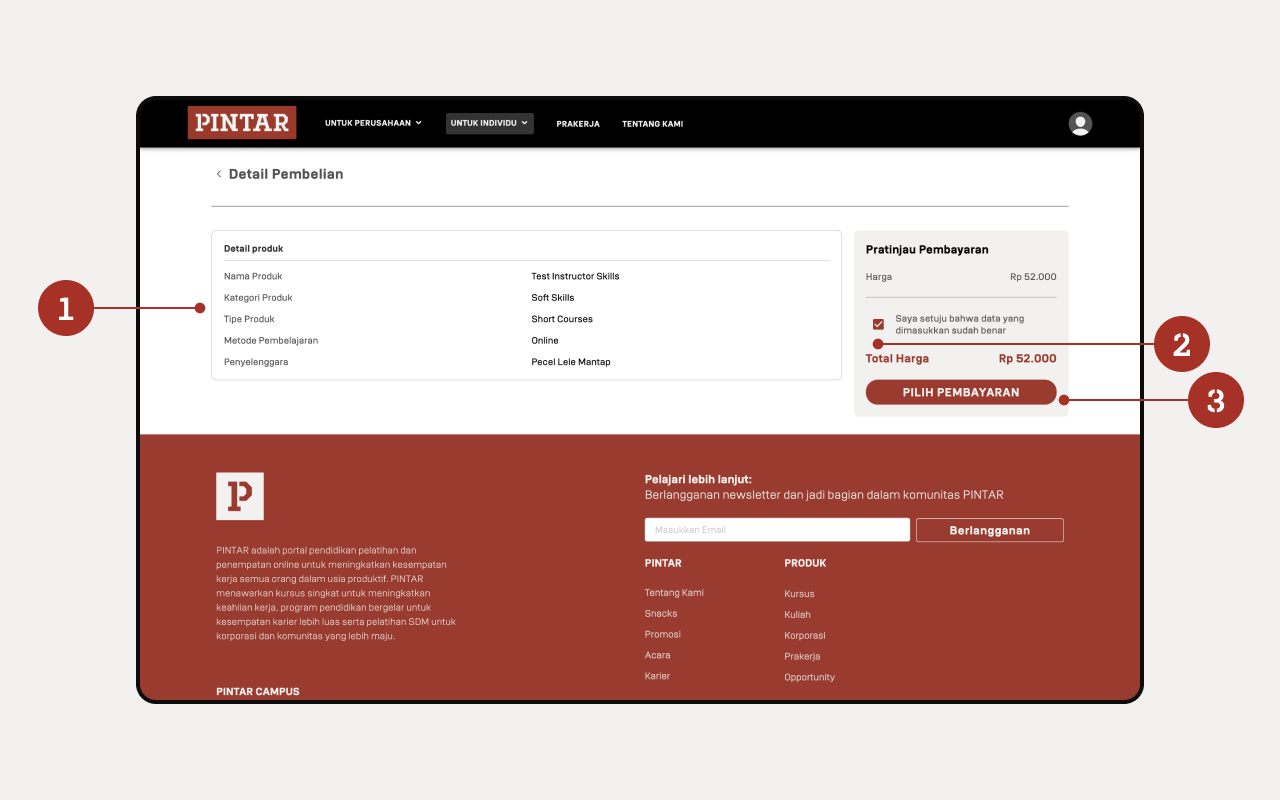 PINTAR
UNTUK PERUSAHAAN
UNTUK INDIVIDU
PRAKERJA
TENTANG KAMI
Detail Pembelian
Detail produk
Nama Produk Test Instructor Skills
Kategori Produk Soft Skills
Tipe Produk Short Courses
Metode Pembelajaran Online
Penyelenggara Pecel Lele Mantap
1
Pratinjau Pembayaran
Harga Rp 52.000
Saya setuju bahwa data yang
dimasukkan sudah benar
2
Total Harga Rp 52.000
PILIH PEMBAYARAN
3
P
PINTAR adalah portal pendidikan pelatihan dan
penempatan online untuk meningkatkan kesempatan
kerja semua orang dalam usia produktif. PINTAR
menawarkan kursus singkat untuk meningkatkan
keahlian kerja, program pendidikan bergelar untuk
kesempatan karier lebih luas serta pelatihan SDM untuk
korporasi dan komunitas yang lebih maju.
PINTAR CAMPUS
Pelajari lebih lanjut:
Berlangganan newsletter dan jadi bagian dalam komunitas PINTAR
Masukkan Email
Berlangganan
PINTAR
Tentang Kami
Snacks
Promosi
Acara
Karier
PRODUK
Kursus
Kuliah
Korporasi
Prakerja
Opportunity